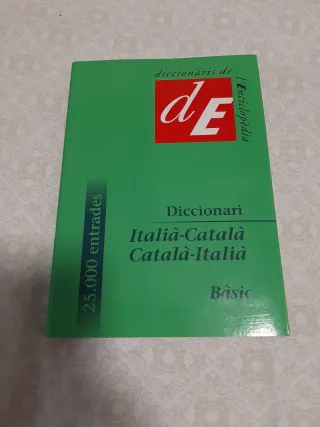 diccionaris de
l'Enciclopèdia
dE
Diccionari
Italià-Català
Català-Italià
Bàsic
25.000 entrades